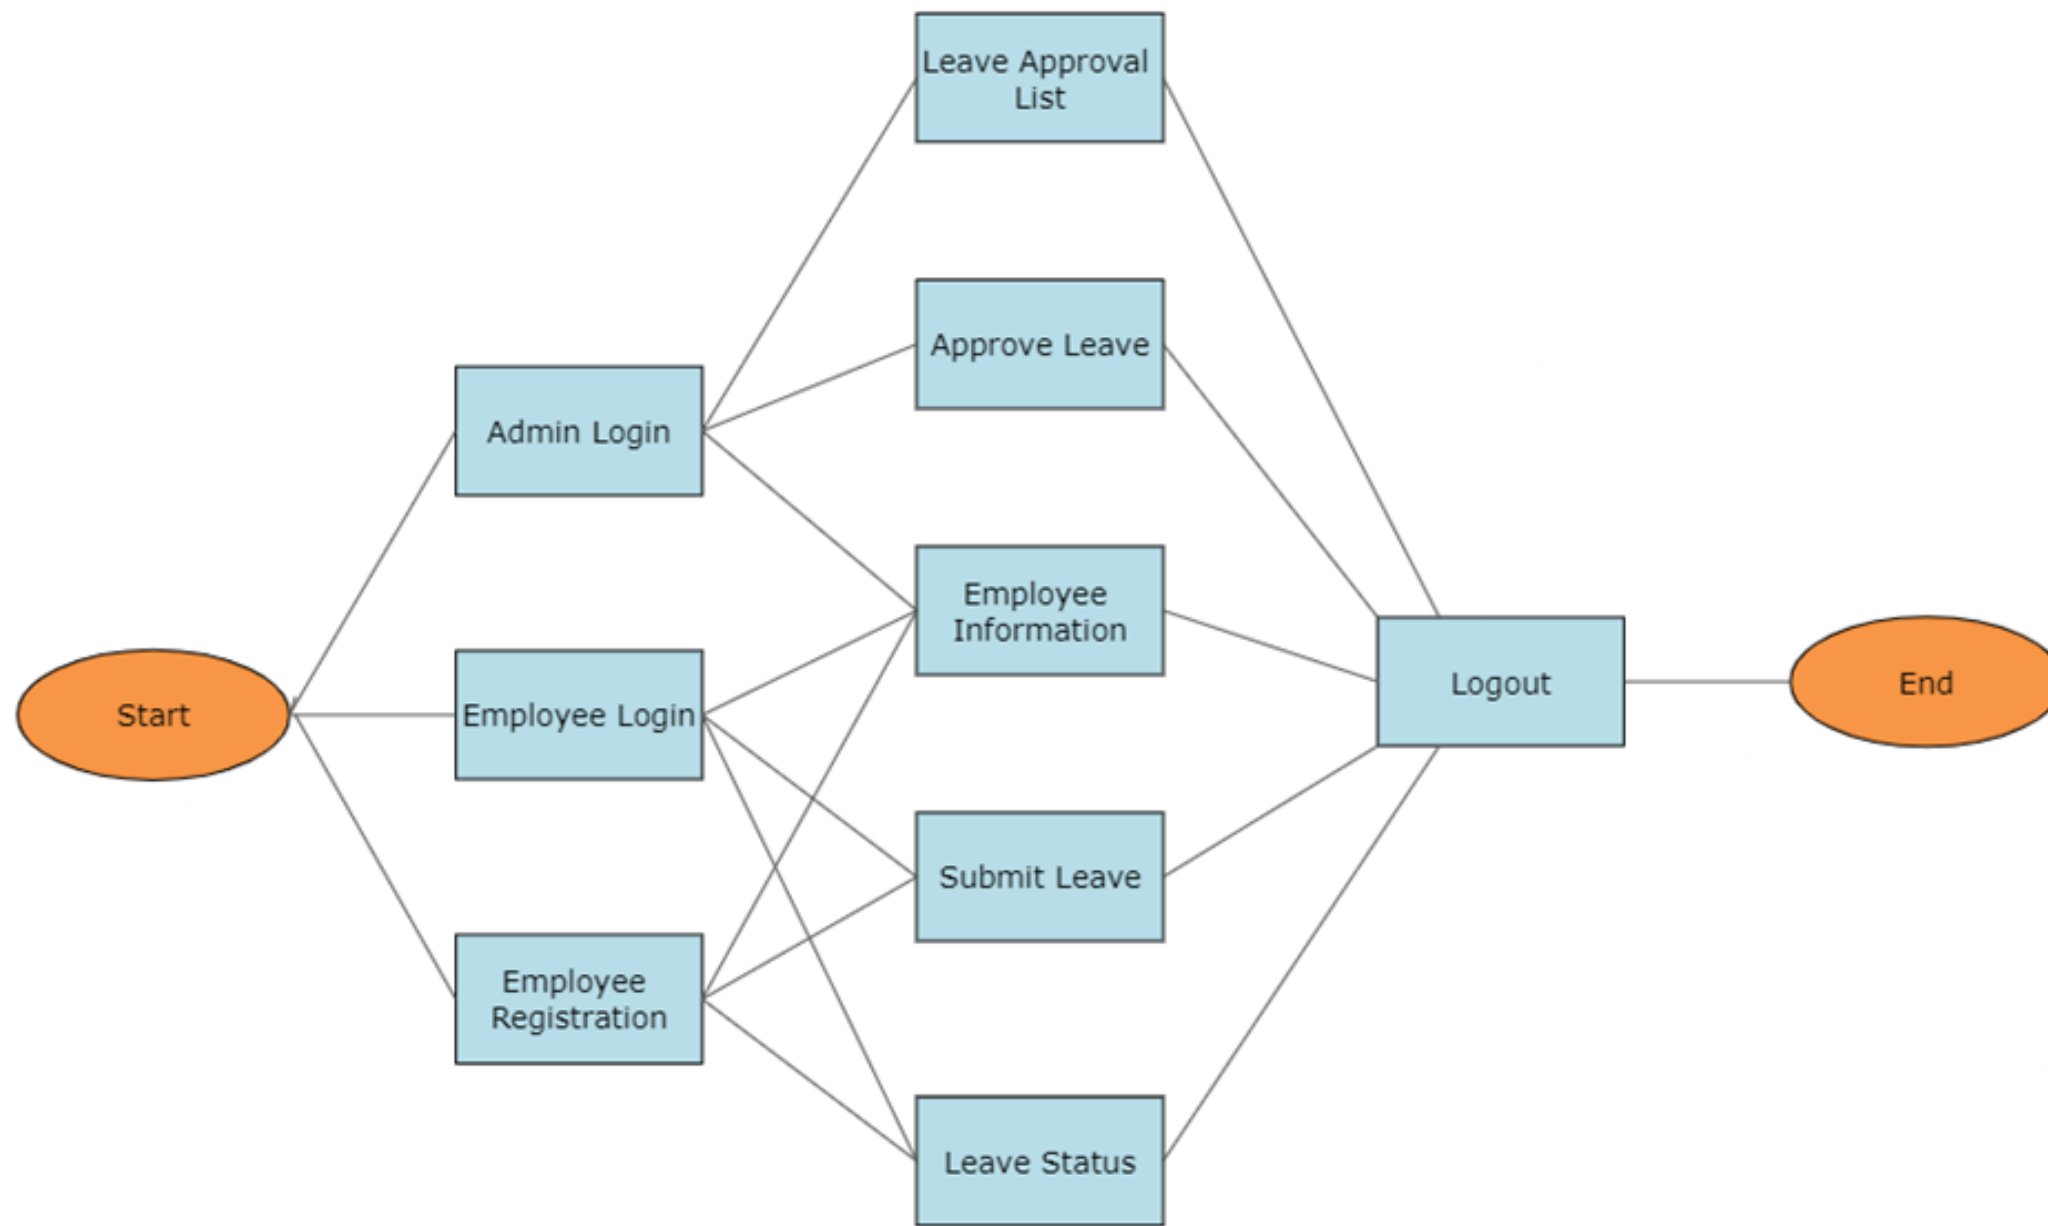 Leave Approval
List
Approve Leave
Admin Login
Employee
Information
Start
Employee Login
Logout
End
Submit Leave
Employee
Registration
Leave Status